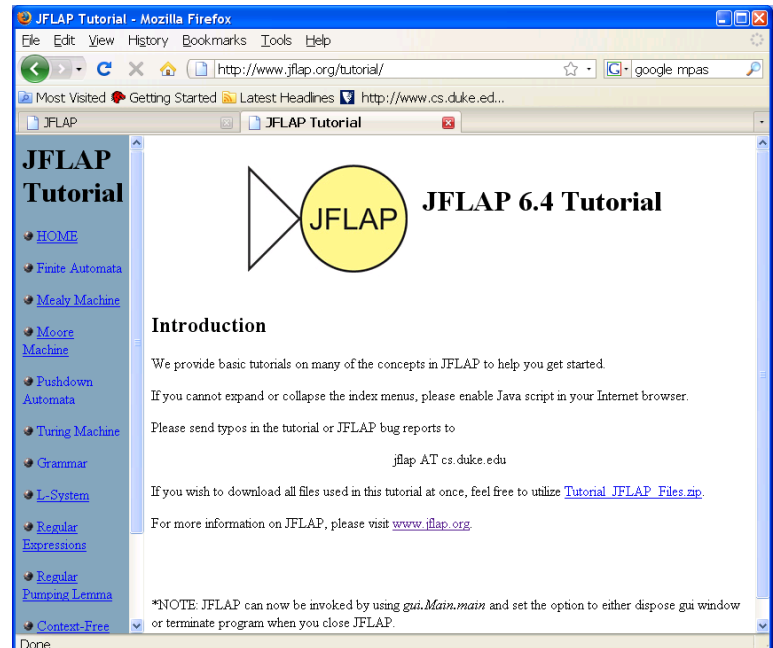 JFLAP Tutorial - Mozilla Firefox
File Edit View History Bookmarks Tools Help
http://www.jflap.org/tutorial/
G google mpas
Most Visited Getting Started Latest Headlines http://www.cs.duke.ed...
JFLAP
JFLAP Tutorial
JFLAP
Tutorial
HOME
Finite Automata
Mealy Machine
Moore
Machine
Pushdown
Automata
Turing Machine
Grammar
L-System
Regular
Expressions
Regular
Pumping Lemma
Context-Free
JFLAP
JFLAP 6.4 Tutorial
Introduction
We provide basic tutorials on many of the concepts in JFLAP to help you get started.
If you cannot expand or collapse the index menus, please enable Java script in your Internet browser.
Please send typos in the tutorial or JFLAP bug reports to
jflap AT cs.duke.edu
If you wish to download all files used in this tutorial at once, feel free to utilize Tutorial_JFLAP_Files.zip.
For more information on JFLAP, please visit www.jflap.org.
*NOTE: JFLAP can now be invoked by using gui.Main.main and set the option to either dispose gui window
or terminate program when you close JFLAP.
Done